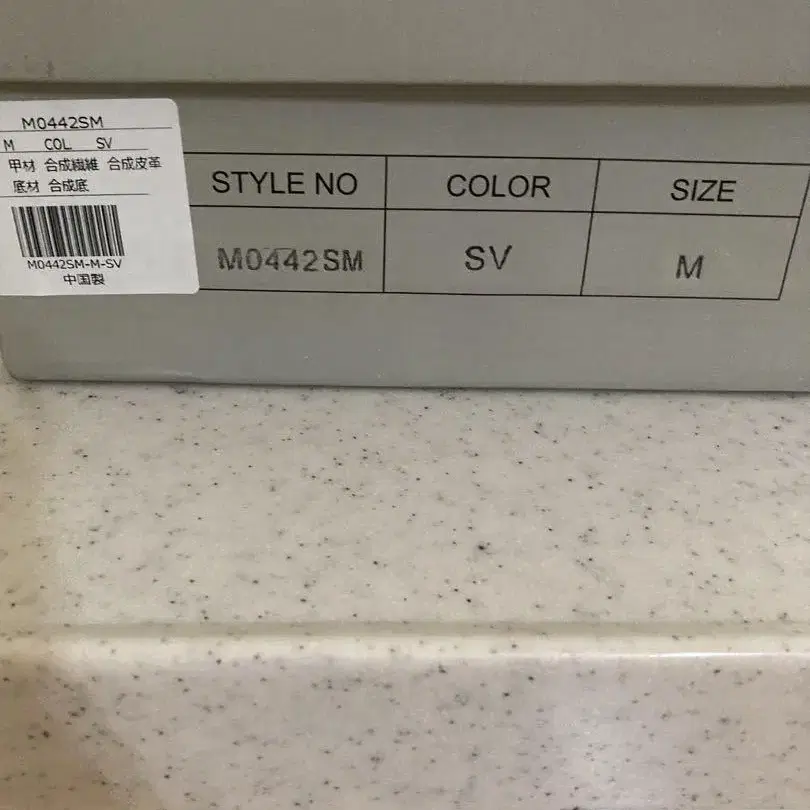 M0442SM
M COL SV
甲材 合成繊維 合成皮革
底材 合成底
M0442SM-M-SV
中国製
STYLE NO COLOR SIZE
M0442SM SV M